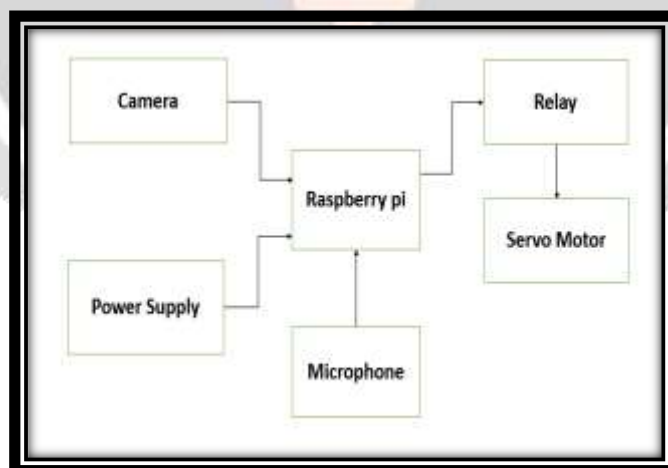 Camera
Relay
Raspberry pi
Servo Motor
Power Supply
Microphone